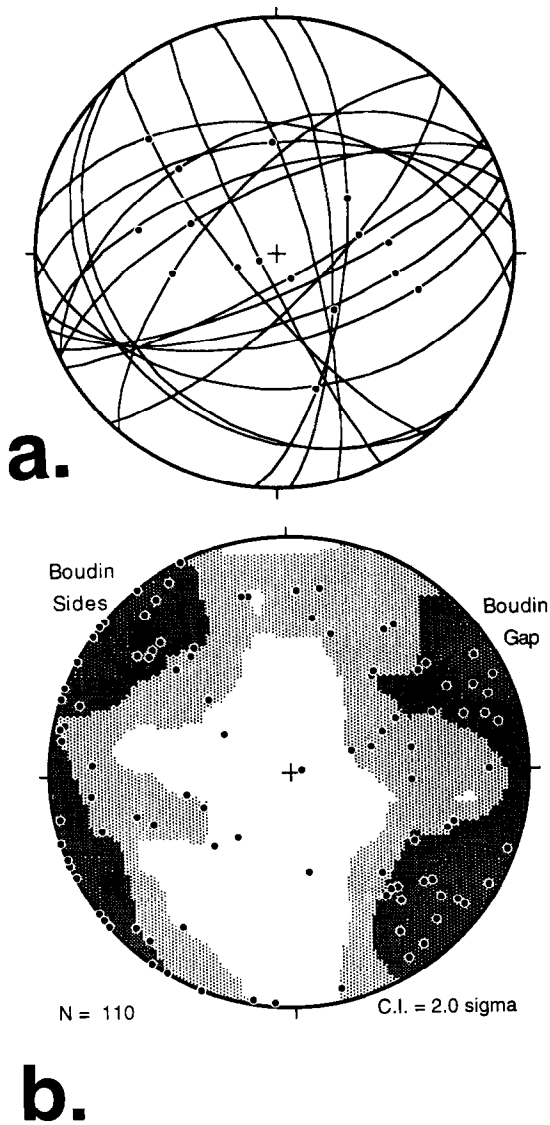 a.
Boudin
Sides
Boudin
Gap
N = 110
C.I. = 2.0 sigma
b.